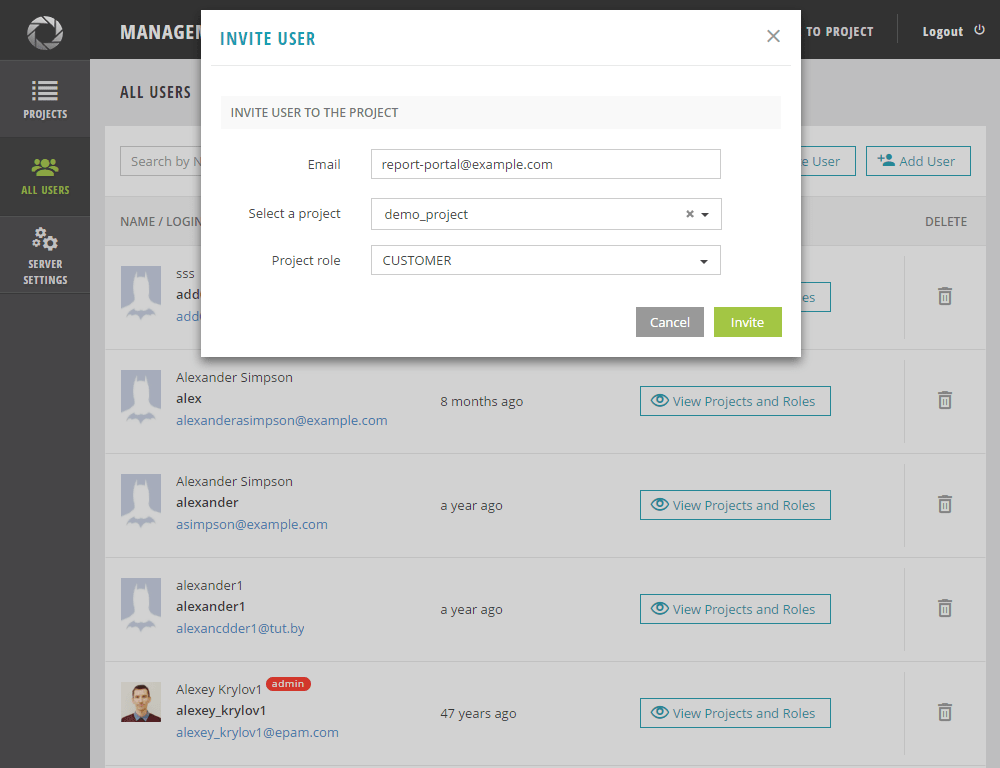 MANAGEM
TO PROJECT
Logout
INVITE USER
PROJECTS
ALL USERS
SERVER
SETTINGS
ALL USERS
INVITE USER TO THE PROJECT
Search by N
Email
report-portal@example.com
e User
Add User
Select a project
demo_project
NAME / LOGIN
DELETE
Project role
CUSTOMER
sss
add
es
Cancel
Invite
Alexander Simpson
alex
alexanderasimpson@example.com
8 months ago
View Projects and Roles
Alexander Simpson
alexander
asimpson@example.com
a year ago
View Projects and Roles
alexander1
alexander1
alexancdder1@tut.by
a year ago
View Projects and Roles
Alexey Krylov1
admin
alexey_krylov1
alexey_krylov1@epam.com
47 years ago
View Projects and Roles